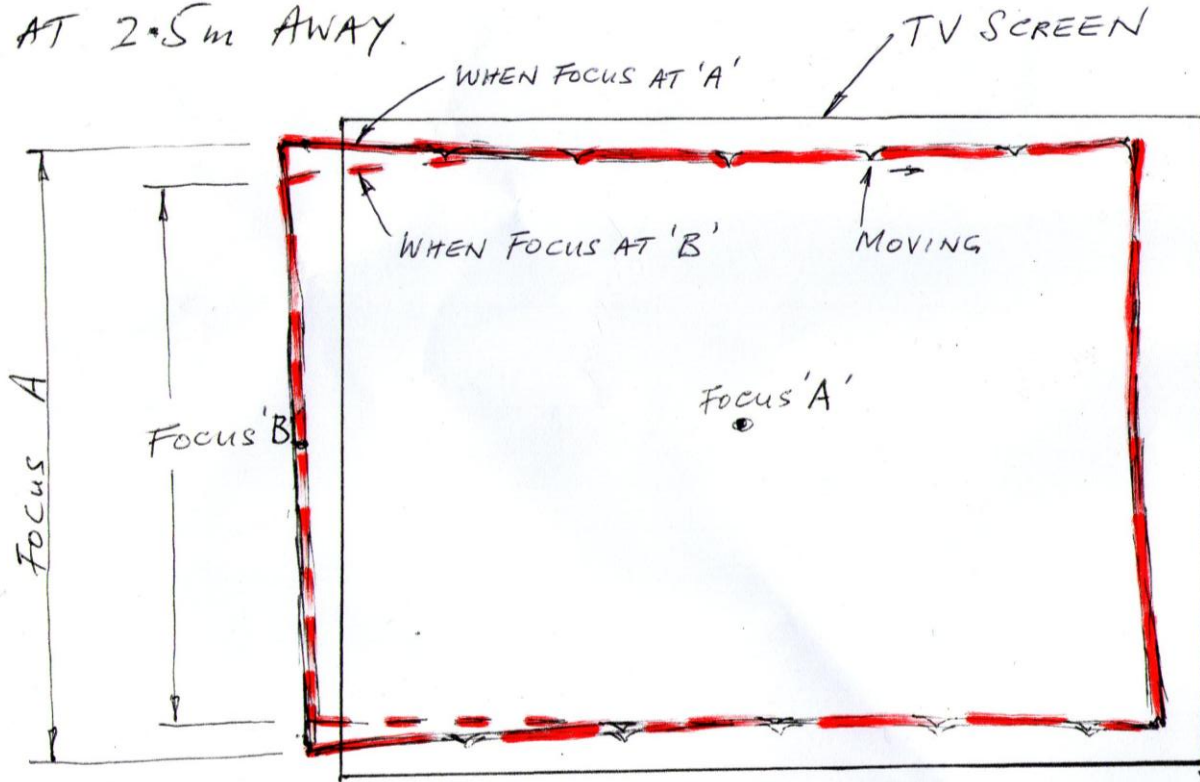 AT 2.5m AWAY.
TV SCREEN
WHEN FOCUS AT 'A'
WHEN FOCUS AT 'B'
MOVING
FOCUS 'A'
FOCUS 'B'
FOCUS A